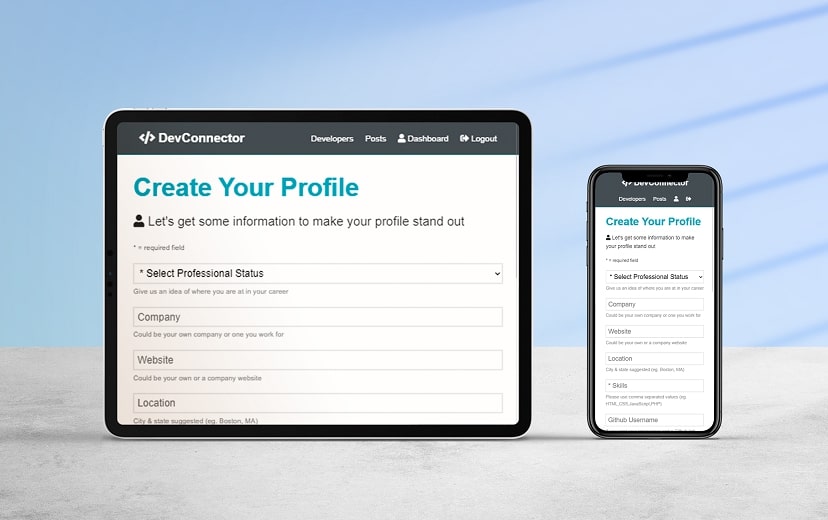 DevConnector
Developers Posts Dashboard Logout
Create Your Profile
Let's get some information to make your profile stand out
* = required field
* Select Professional Status
Give us an idea of where you are at in your career
Company
Could be your own company or one you work for
Website
Could be your own or a company website
Location
City & state suggested (eg. Boston, MA)
DevConnector
Developers Posts
Create Your Profile
Let's get some information to make
your profile stand out
* = required field
* Select Professional Status
Give us an idea of where you are at in your career
Company
Could be your own company or one you work for
Website
Could be your own or a company website
Location
City & state suggested (eg. Boston, MA)
* Skills
Please use comma separated values (eg.
HTML,CSS,JavaScript,PHP)
Github Username